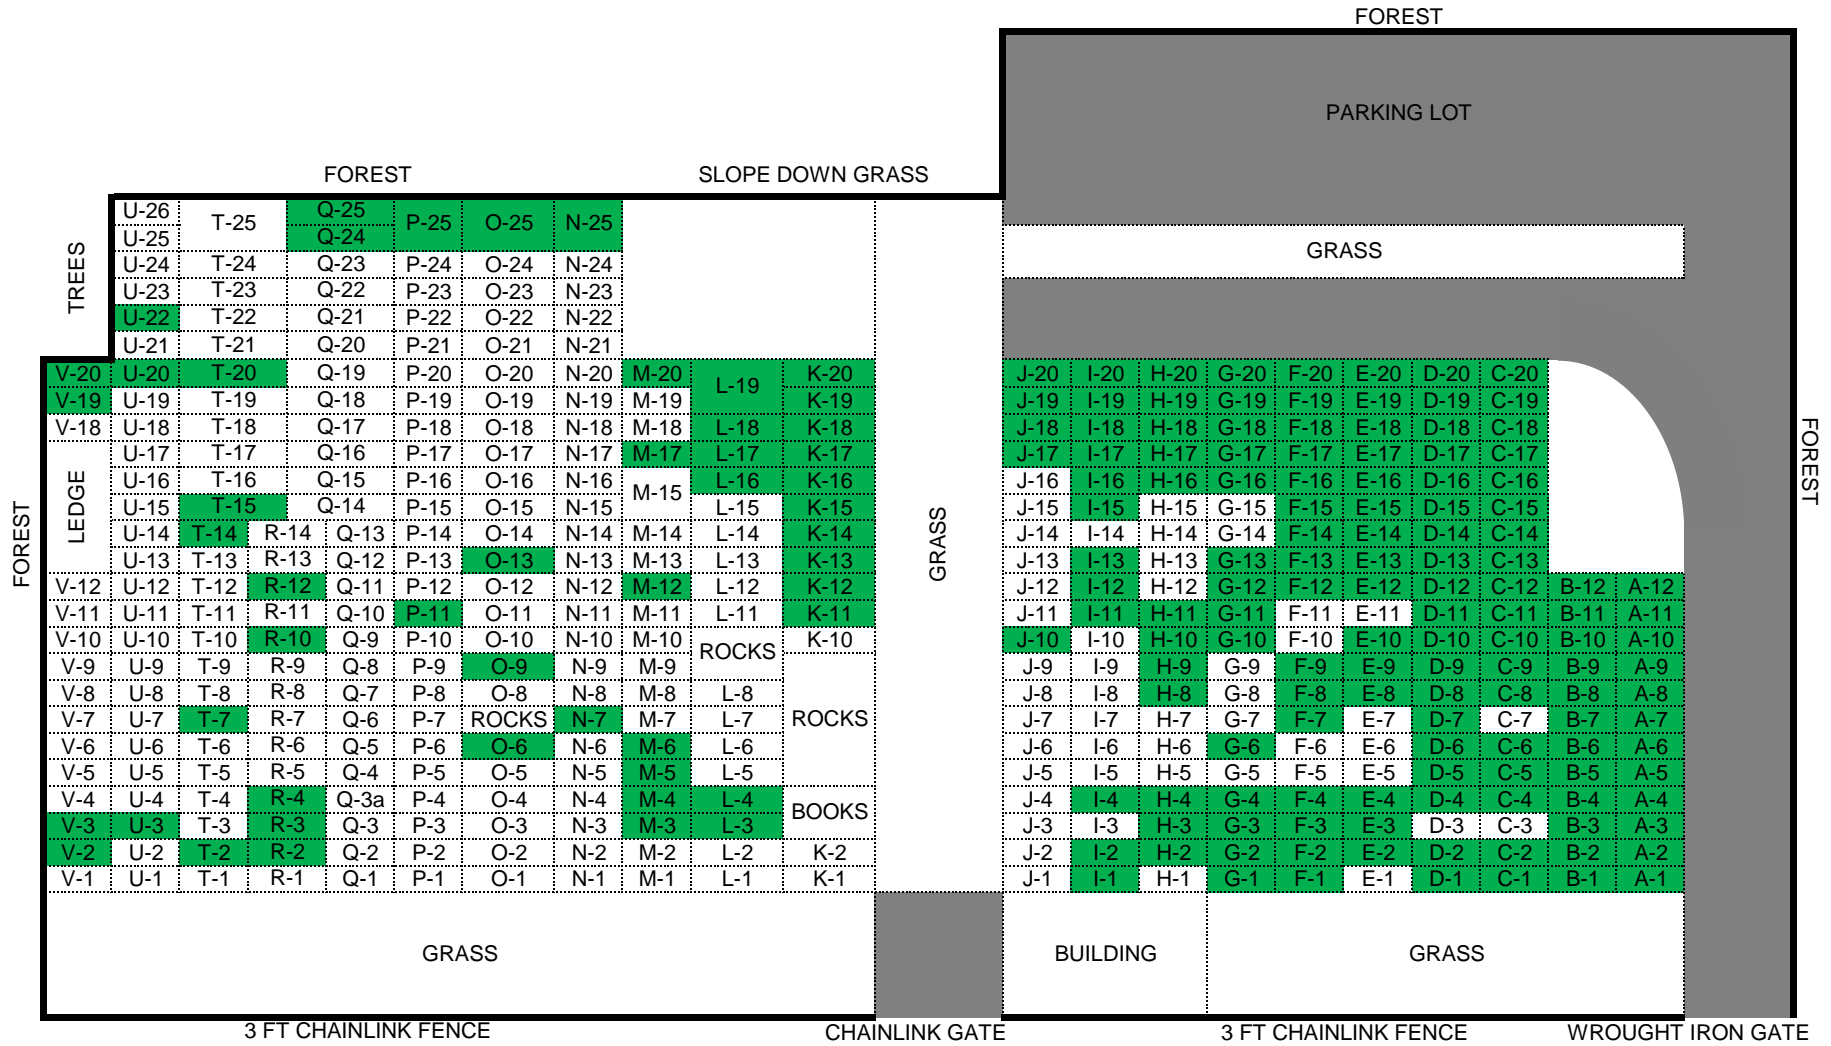 FOREST
PARKING LOT
FOREST SLOPE DOWN GRASS
U-26 T-25 Q-25 P-25 O-25 N-25
U-25 Q-24
GRASS
TREES
U-24 T-24 Q-23 P-24 O-24 N-24
U-23 T-23 Q-22 P-23 O-23 N-23
U-22 T-22 Q-21 P-22 O-22 N-22
U-21 T-21 Q-20 P-21 O-21 N-21
V-20 U-20 T-20 Q-19 P-20 O-20 N-20 M-20 L-19 K-20 J-20 I-20 H-20 G-20 F-20 E-20 D-20 C-20
V-19 U-19 T-19 Q-18 P-19 O-19 N-19 M-19 K-19 J-19 I-19 H-19 G-19 F-19 E-19 D-19 C-19
V-18 U-18 T-18 Q-17 P-18 O-18 N-18 M-18 L-18 K-18 J-18 I-18 H-18 G-18 F-18 E-18 D-18 C-18
U-17 T-17 Q-16 P-17 O-17 N-17 M-17 L-17 K-17 J-17 I-17 H-17 G-17 F-17 E-17 D-17 C-17
U-16 T-16 Q-15 P-16 O-16 N-16 M-15 L-16 K-16 J-16 I-16 H-16 G-16 F-16 E-16 D-16 C-16
U-15 T-15 Q-14 P-15 O-15 N-15 L-15 K-15 J-15 I-15 H-15 G-15 F-15 E-15 D-15 C-15
LEDGE
FOREST
GRASS
FOREST
U-14 T-14 R-14 Q-13 P-14 O-14 N-14 M-14 L-14 K-14 J-14 I-14 H-14 G-14 F-14 E-14 D-14 C-14
U-13 T-13 R-13 Q-12 P-13 O-13 N-13 M-13 L-13 K-13 J-13 I-13 H-13 G-13 F-13 E-13 D-13 C-13
V-12 U-12 T-12 R-12 Q-11 P-12 O-12 N-12 M-12 L-12 K-12 J-12 I-12 H-12 G-12 F-12 E-12 D-12 C-12 B-12 A-12
V-11 U-11 T-11 R-11 Q-10 P-11 O-11 N-11 M-11 L-11 K-11 J-11 I-11 H-11 G-11 F-11 E-11 D-11 C-11 B-11 A-11
V-10 U-10 T-10 R-10 Q-9 P-10 O-10 N-10 M-10 ROCKS K-10 J-10 I-10 H-10 G-10 F-10 E-10 D-10 C-10 B-10 A-10
V-9 U-9 T-9 R-9 Q-8 P-9 O-9 N-9 M-9 J-9 I-9 H-9 G-9 F-9 E-9 D-9 C-9 B-9 A-9
V-8 U-8 T-8 R-8 Q-7 P-8 O-8 N-8 M-8 L-8 J-8 I-8 H-8 G-8 F-8 E-8 D-8 C-8 B-8 A-8
V-7 U-7 T-7 R-7 Q-6 P-7 ROCKS N-7 M-7 L-7 ROCKS J-7 I-7 H-7 G-7 F-7 E-7 D-7 C-7 B-7 A-7
V-6 U-6 T-6 R-6 Q-5 P-6 O-6 N-6 M-6 L-6 J-6 I-6 H-6 G-6 F-6 E-6 D-6 C-6 B-6 A-6
V-5 U-5 T-5 R-5 Q-4 P-5 O-5 N-5 M-5 L-5 J-5 I-5 H-5 G-5 F-5 E-5 D-5 C-5 B-5 A-5
V-4 U-4 T-4 R-4 Q-3a P-4 O-4 N-4 M-4 L-4 BOOKS J-4 I-4 H-4 G-4 F-4 E-4 D-4 C-4 B-4 A-4
V-3 U-3 T-3 R-3 Q-3 P-3 O-3 N-3 M-3 L-3 J-3 I-3 H-3 G-3 F-3 E-3 D-3 C-3 B-3 A-3
V-2 U-2 T-2 R-2 Q-2 P-2 O-2 N-2 M-2 L-2 K-2 J-2 I-2 H-2 G-2 F-2 E-2 D-2 C-2 B-2 A-2
V-1 U-1 T-1 R-1 Q-1 P-1 O-1 N-1 M-1 L-1 K-1 J-1 I-1 H-1 G-1 F-1 E-1 D-1 C-1 B-1 A-1
GRASS BUILDING GRASS
3 FT CHAINLINK FENCE CHAINLINK GATE 3 FT CHAINLINK FENCE WROUGHT IRON GATE